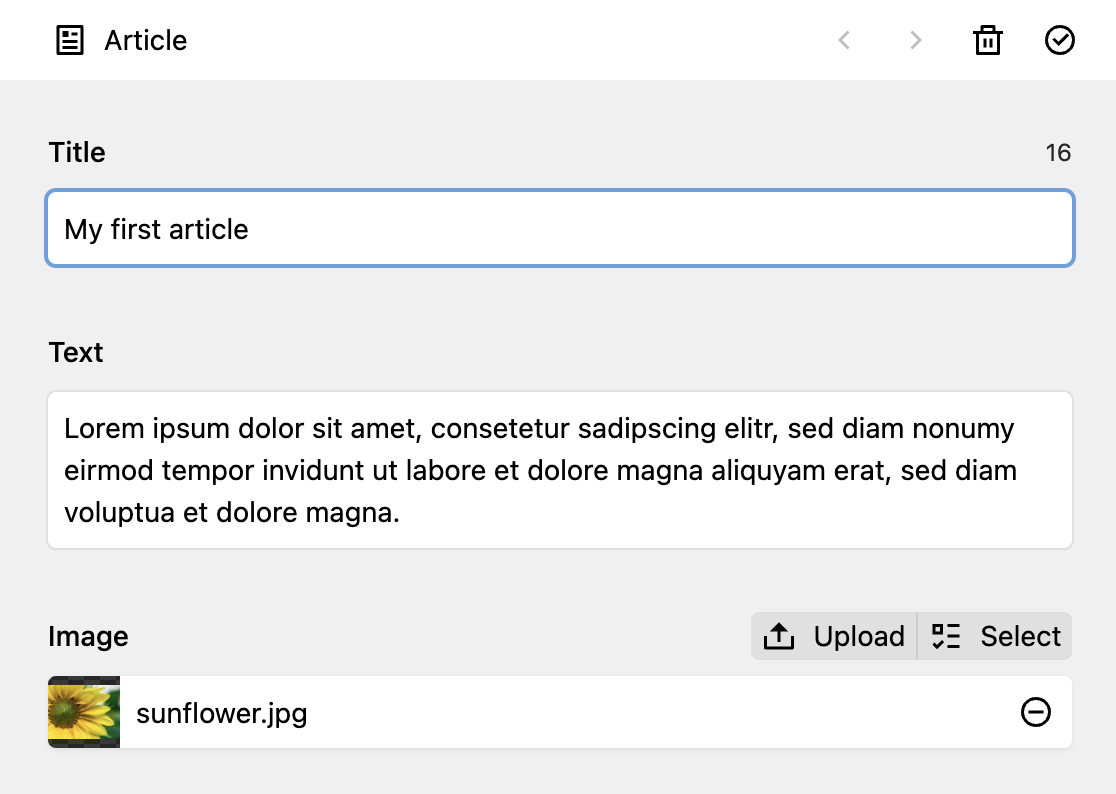 Article
Title
16
My first article
Text
Lorem ipsum dolor sit amet, consetetur sadipscing elitr, sed diam nonumy
eirmod tempor invidunt ut labore et dolore magna aliquyam erat, sed diam
voluptua et dolore magna.
Image
Upload
Select
sunflower.jpg